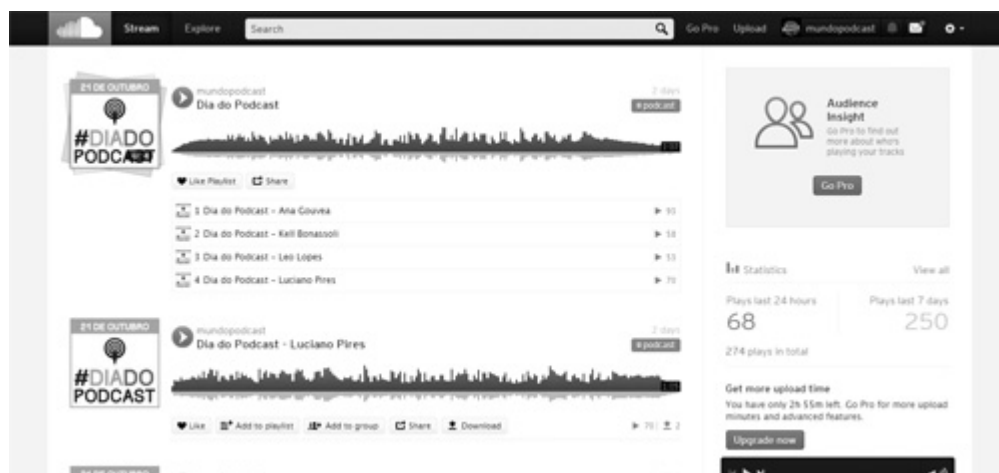 Stream Explore Search Go Pro Upload mundopodcast
21 DE OUTUBRO
#DIADO
PODCAST
mundopodcast 2 days
Dia do Podcast # podcast
Like Playlist Share
1 Dia do Podcast - Ana Gouvea 93
2 Dia do Podcast - Kell Bonassoli 58
3 Dia do Podcast - Leo Lopes 53
4 Dia do Podcast - Luciano Pires 70
21 DE OUTUBRO
#DIADO
PODCAST
mundopodcast 2 days
Dia do Podcast - Luciano Pires # podcast
Like Add to playlist Add to group Share Download 70 2
Audience
Insight
Go Pro to find out
more about who's
playing your tracks
Go Pro
Statistics View all
Plays last 24 hours Plays last 7 days
68 250
274 plays in total
Get more upload time
You have only 2h 55m left. Go Pro for more upload
minutes and advanced features.
Upgrade now